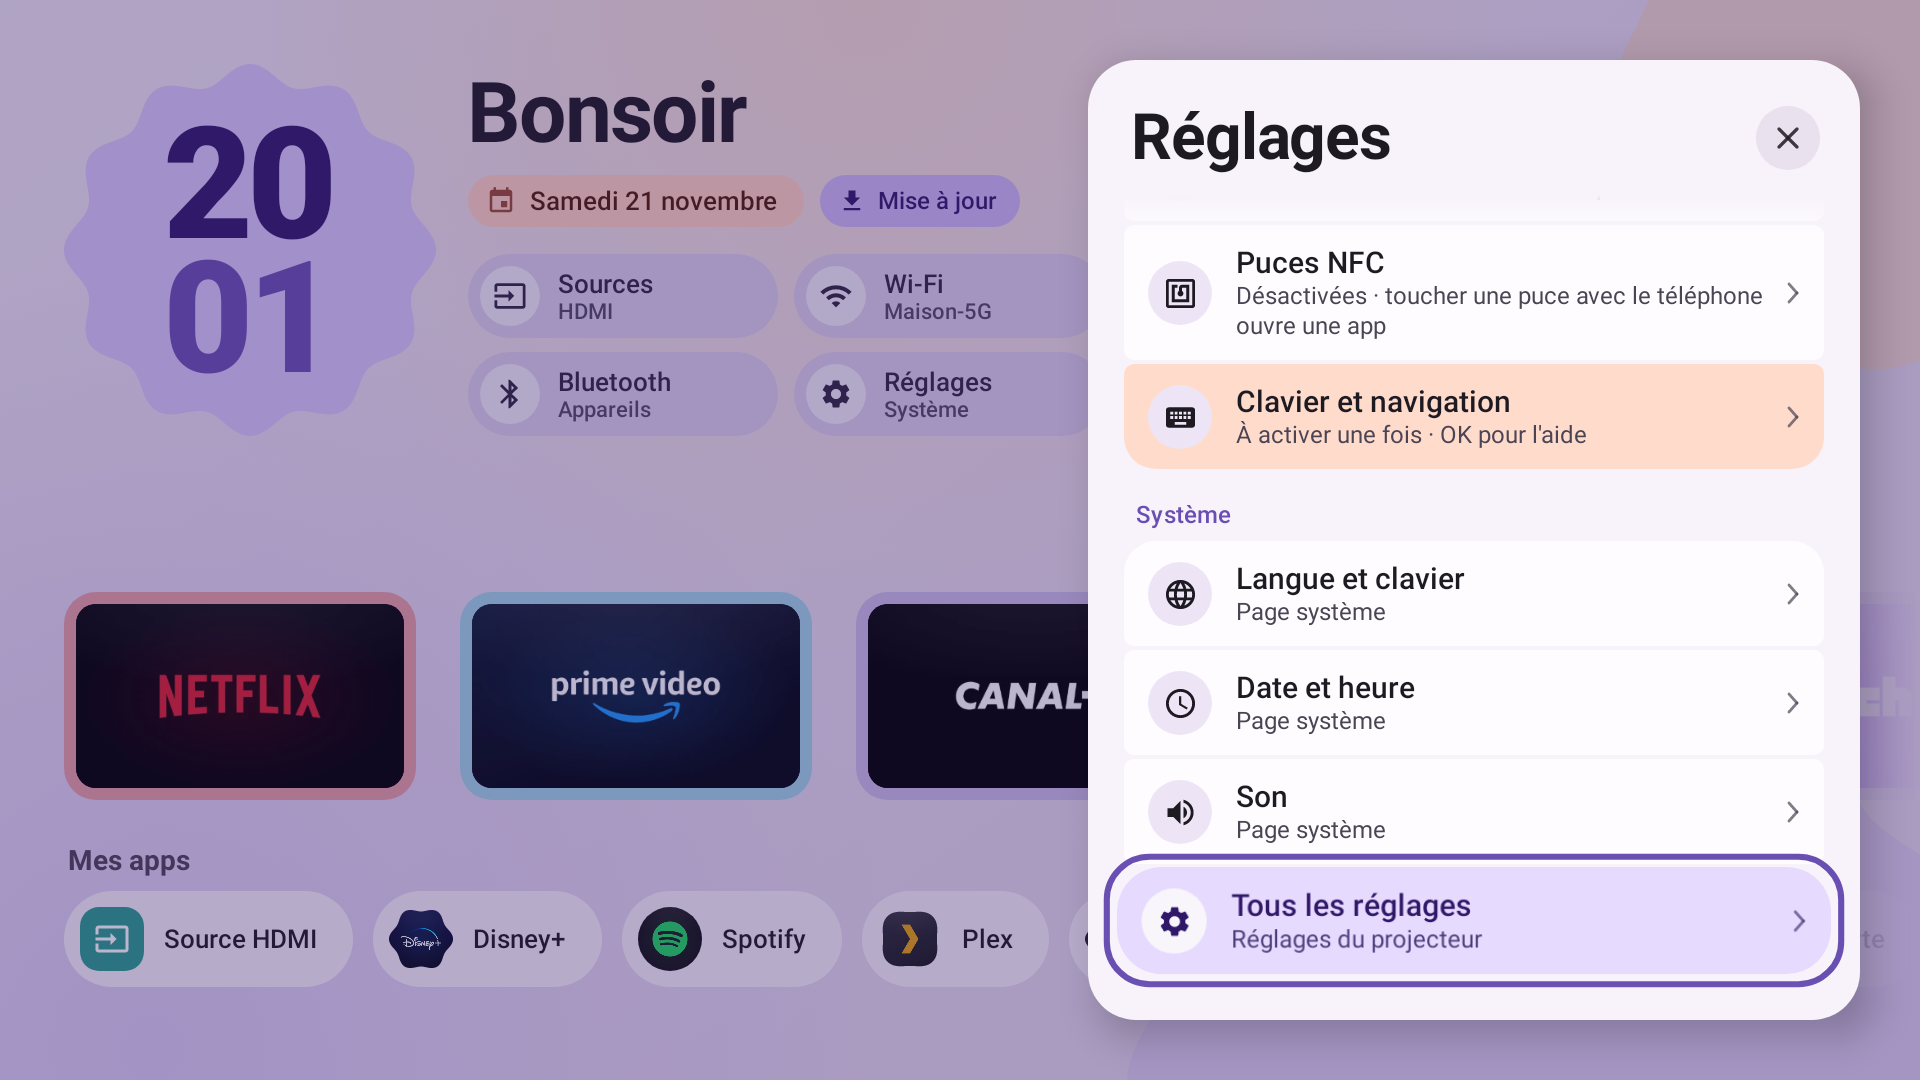 20
01
Bonsoir
Samedi 21 novembre
Mise à jour
Sources
HDMI
Wi-Fi
Maison-5G
Bluetooth
Appareils
Réglages
Système
NETFLIX
prime video
CANAL+
Mes apps
Source HDMI
Disney+
Disney+
Spotify
Plex
Réglages
Puces NFC
Désactivées · toucher une puce avec le téléphone
ouvre une app
Clavier et navigation
À activer une fois · OK pour l'aide
Système
Langue et clavier
Page système
Date et heure
Page système
Son
Page système
Tous les réglages
Réglages du projecteur